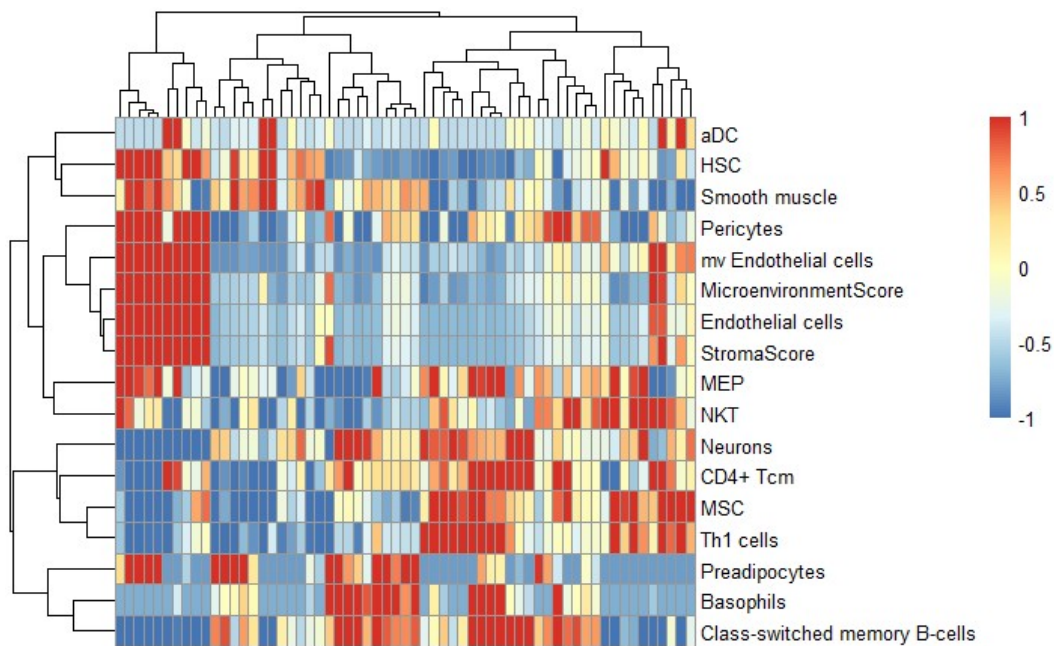 aDC
HSC
Smooth muscle
Pericytes
mv Endothelial cells
MicroenvironmentScore
Endothelial cells
StromaScore
MEP
NKT
Neurons
CD4+ Tcm
MSC
Th1 cells
Preadipocytes
Basophils
Class-switched memory B-cells
1
0.5
0
-0.5
-1